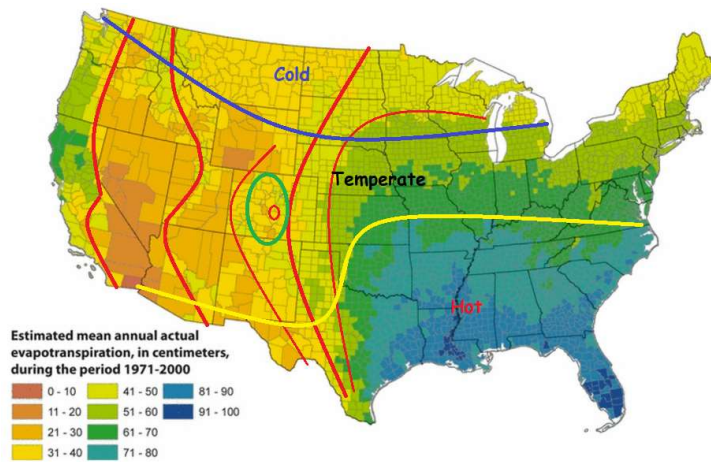 Cold
Temperate
Hot
Estimated mean annual actual
evapotranspiration, in centimeters,
during the period 1971-2000
0 - 10
41 - 50
81 - 90
11 - 20
51 - 60
91 - 100
21 - 30
61 - 70
31 - 40
71 - 80